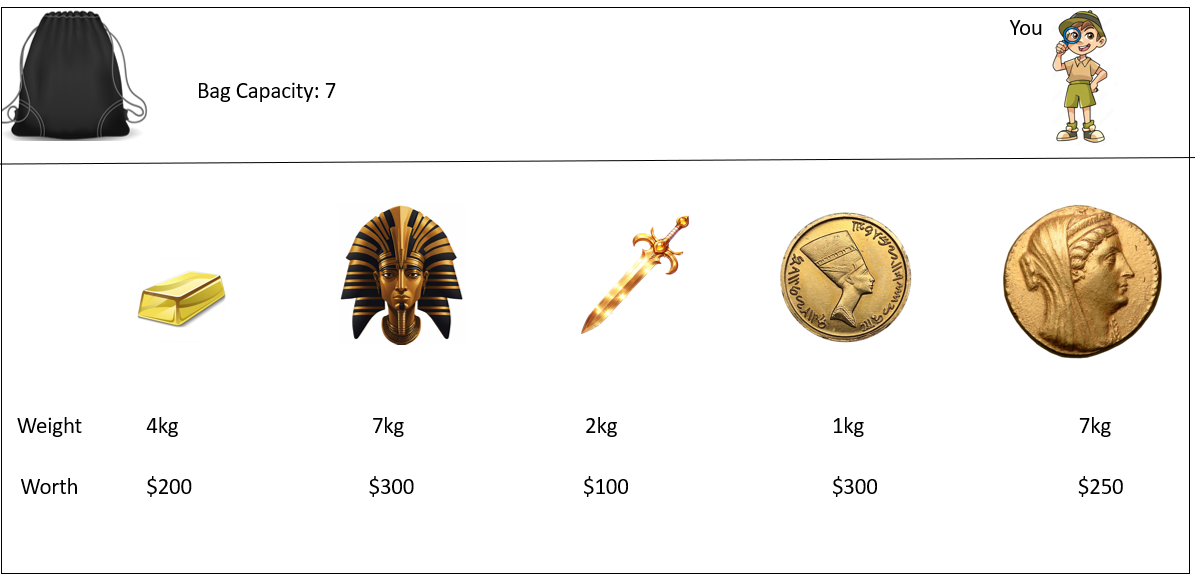 You
Bag Capacity: 7
Weight 4kg 7kg 2kg 1kg 7kg
Worth $200 $300 $100 $300 $250